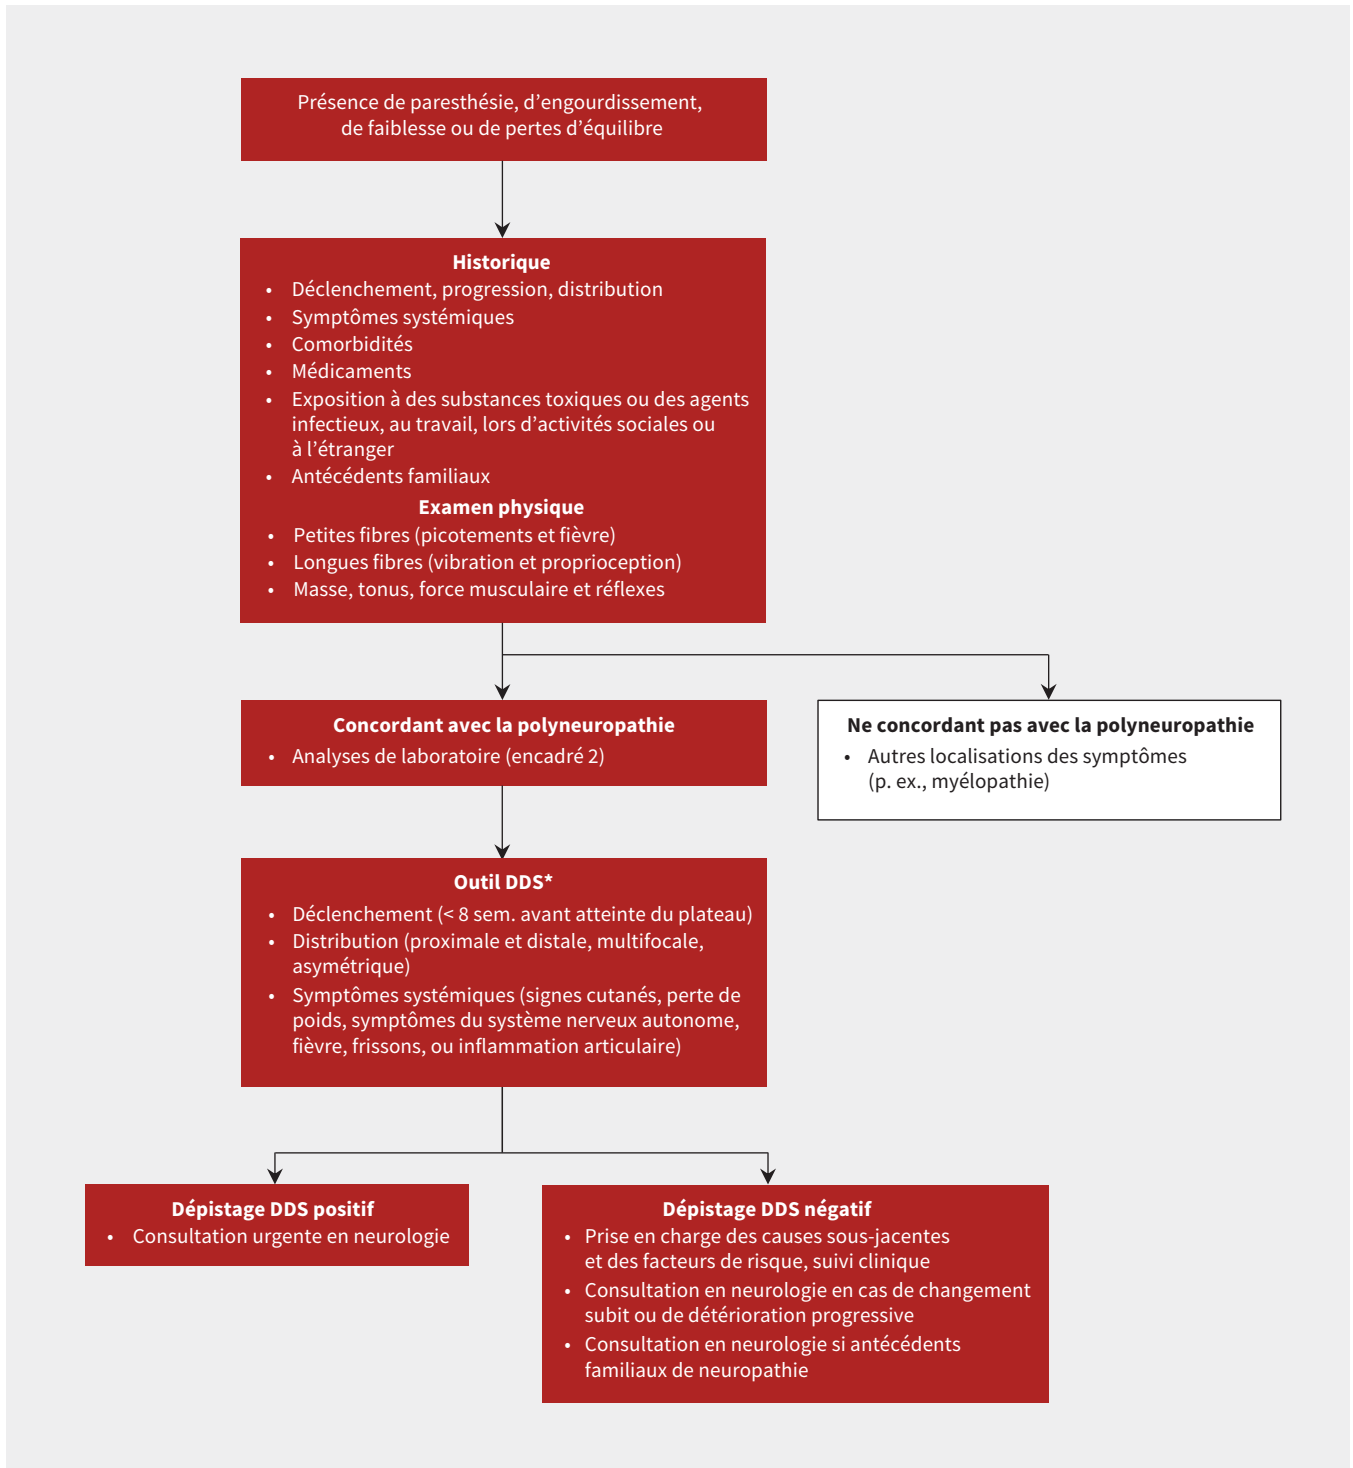 Présence de paresthésie, d’engourdissement,
de faiblesse ou de pertes d’équilibre
Historique
• Déclenchement, progression, distribution
• Symptômes systémiques
• Comorbidités
• Médicaments
• Exposition à des substances toxiques ou des agents
infectieux, au travail, lors d’activités sociales ou
à l’étranger
• Antécédents familiaux
Examen physique
• Petites fibres (picotements et fièvre)
• Longues fibres (vibration et proprioception)
• Masse, tonus, force musculaire et réflexes
Concordant avec la polyneuropathie
• Analyses de laboratoire (encadré 2)
Ne concordant pas avec la polyneuropathie
• Autres localisations des symptômes
(p. ex., myélopathie)
Outil DDS*
• Déclenchement (< 8 sem. avant atteinte du plateau)
• Distribution (proximale et distale, multifocale,
asymétrique)
• Symptômes systémiques (signes cutanés, perte de
poids, symptômes du système nerveux autonome,
fièvre, frissons, ou inflammation articulaire)
Dépistage DDS positif
• Consultation urgente en neurologie
Dépistage DDS négatif
• Prise en charge des causes sous-jacentes
et des facteurs de risque, suivi clinique
• Consultation en neurologie en cas de changement
subit ou de détérioration progressive
• Consultation en neurologie si antécédents
familiaux de neuropathie